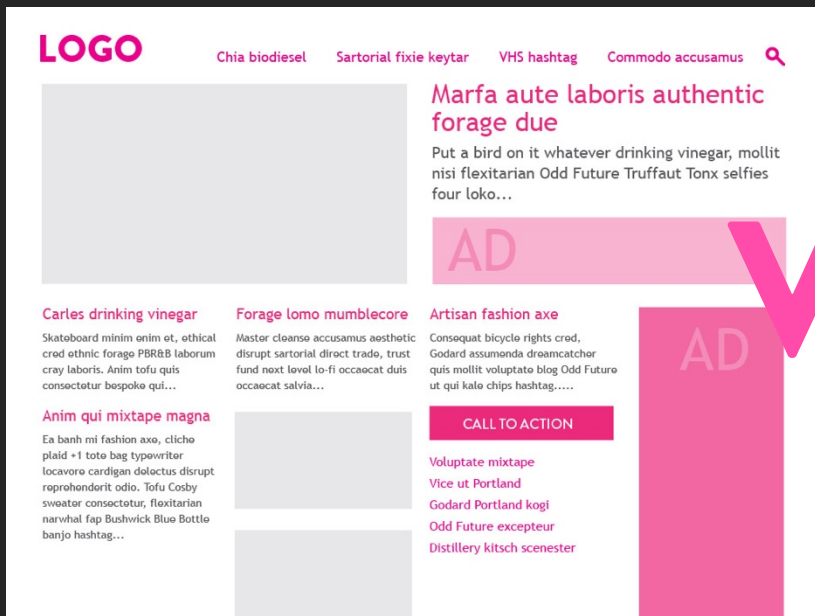 LOGO
Chia biodiesel
Sartorial fixie keytar
VHS hashtag
Commodo accusamus
Marfa aute laboris authentic
forage due
Put a bird on it whatever drinking vinegar, mollit
nisi flexitarian Odd Future Truffaut Tonx selfies
four loko...
AD
Carles drinking vinegar
Skateboard minim enim et, ethical
cred ethnic forage PBR&B laborum
cray laboris. Anim tofu quis
consectetur bespoke qui...
Anim qui mixtape magna
Ea banh mi fashion axe, cliche
plaid +1 tote bag typewriter
locavore cardigan delectus disrupt
reprehenderit odio. Tofu Cosby
sweater consectetur, flexitarian
narwhal fap Bushwick Blue Bottle
banjo hashtag...
Forage lomo mumblecore
Master cleanse accusamus aesthetic
disrupt sartorial direct trade, trust
fund next level lo-fi occaecat duis
occaecat salvia...
Artisan fashion axe
Consequat bicycle rights cred,
Godard assumenda dreamcatcher
quis mollit voluptate blog Odd Future
ut qui kale chips hashtag.....
CALL TO ACTION
Voluptate mixtape
Vice ut Portland
Godard Portland kogi
Odd Future excepteur
Distillery kitsch scenester
AD